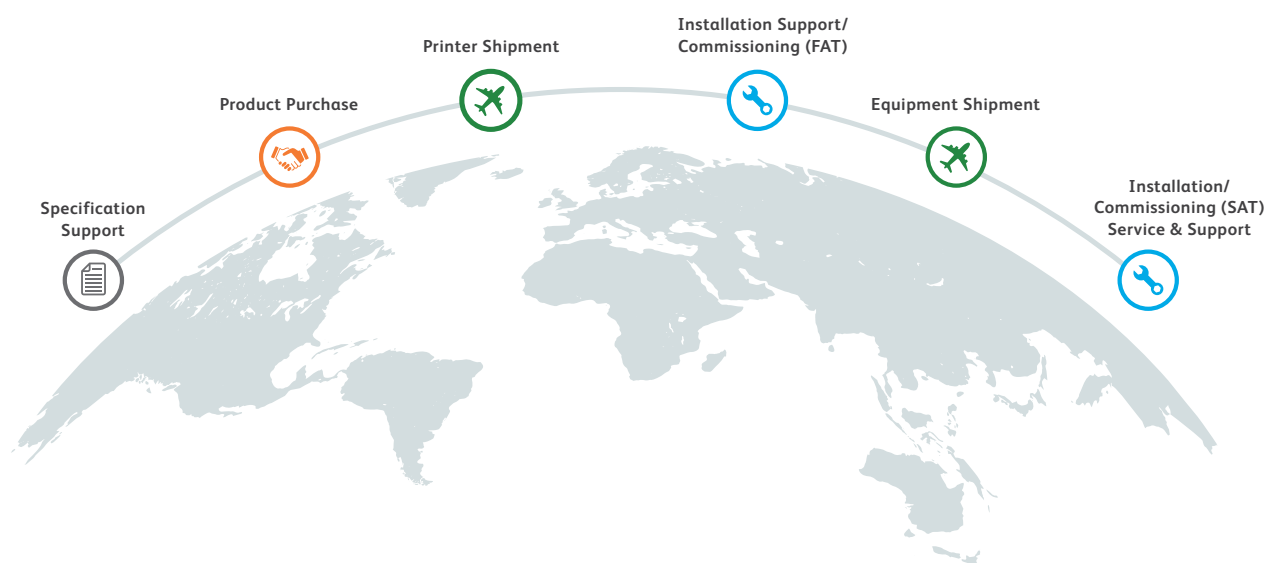 Specification
Support
Product Purchase
Printer Shipment
Installation Support/
Commissioning (FAT)
Equipment Shipment
Installation/
Commissioning (SAT)
Service & Support